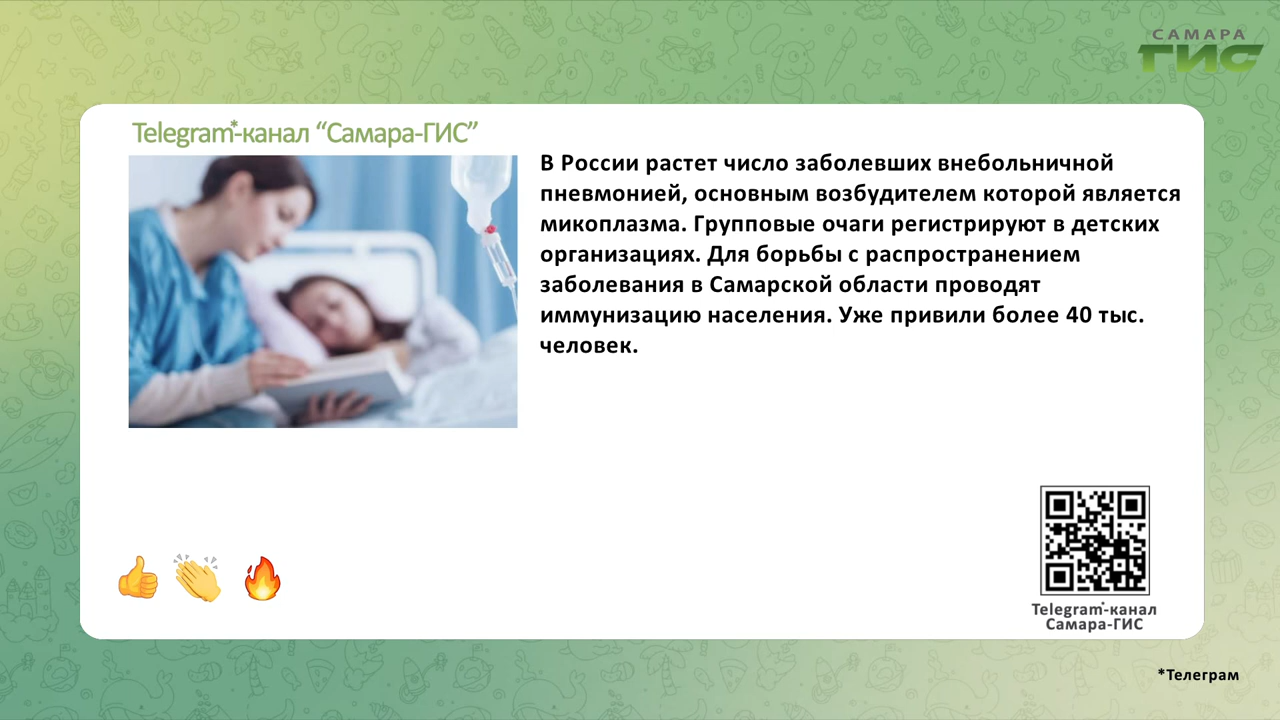 САМАРА
ГИС
Telegram*-канал “Самара-ГИС”
В России растет число заболевших внебольничной
пневмонией, основным возбудителем которой является
микоплазма. Групповые очаги регистрируют в детских
организациях. Для борьбы с распространением
заболевания в Самарской области проводят
иммунизацию населения. Уже привили более 40 тыс.
человек.
Telegram*-канал
Самара-ГИС
*Телеграм